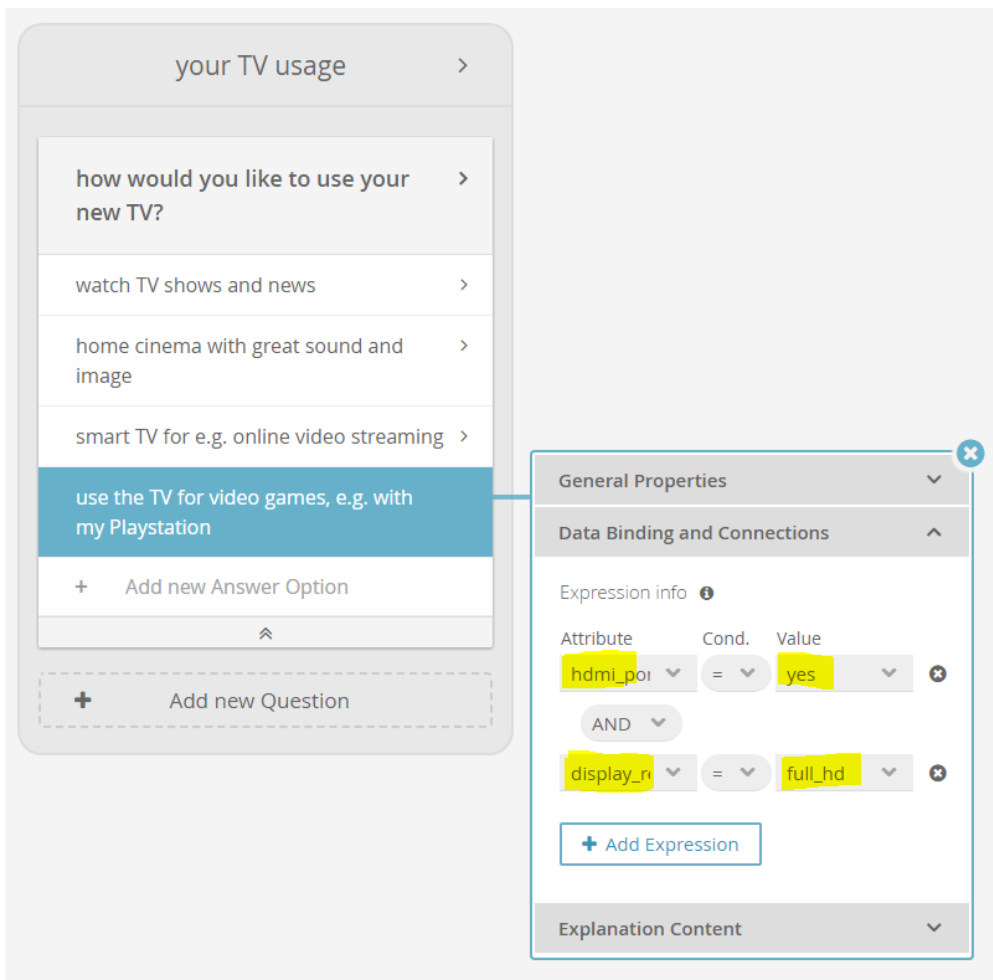 your TV usage
how would you like to use your
new TV?
watch TV shows and news
home cinema with great sound and
image
smart TV for e.g. online video streaming
use the TV for video games, e.g. with
my Playstation
+ Add new Answer Option
+ Add new Question
General Properties
Data Binding and Connections
Expression info
Attribute Cond. Value
hdmi_por = yes
AND
display_re = full_hd
+ Add Expression
Explanation Content